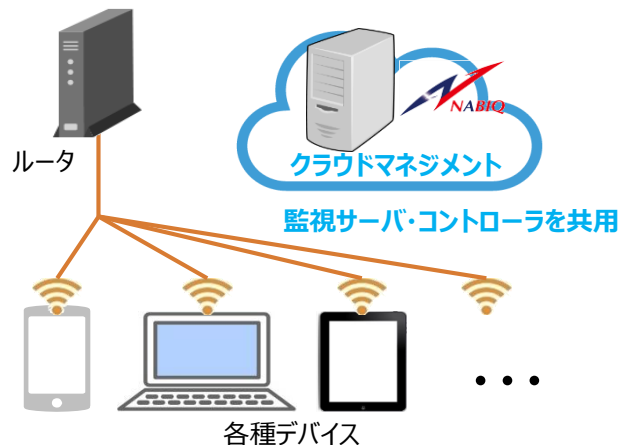 NABIQ
クラウドマネジメント
ルータ
監視サーバ・コントローラを共用
・・・
各種デバイス